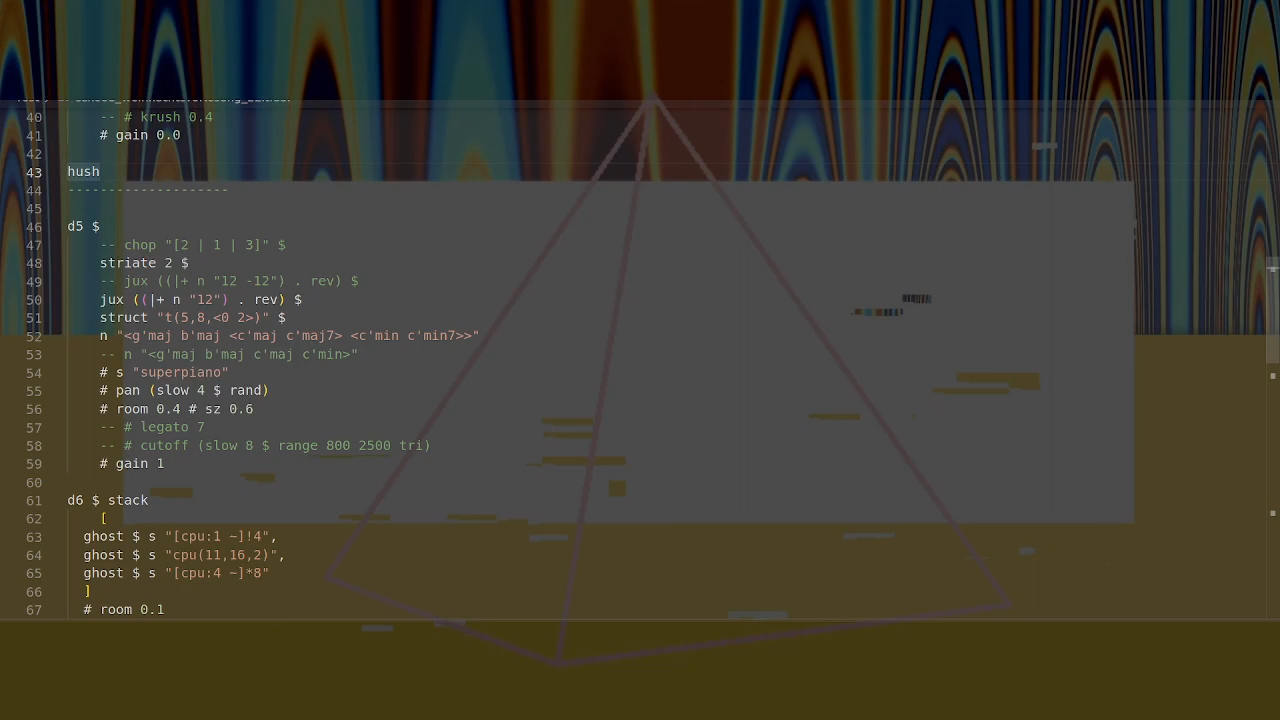 40 -- # krush 0.4
41 # gain 0.0
42
43 hush
44 --------------------
45
46 d5 $
47 -- chop "[2 | 1 | 3]" $
48 striate 2 $
49 -- jux ((|+ n "12 -12") . rev) $
50 jux ((|+ n "12") . rev) $
51 struct "t(5,8,<0 2>)" $
52 n "<g'maj b'maj <c'maj c'maj7> <c'min c'min7>>"
53 -- n "<g'maj b'maj c'maj c'min>"
54 # s "superpiano"
55 # pan (slow 4 $ rand)
56 # room 0.4 # sz 0.6
57 -- # legato 7
58 -- # cutoff (slow 8 $ range 800 2500 tri)
59 # gain 1
60
61 d6 $ stack
62 [
63 ghost $ s "[cpu:1 ~]!4",
64 ghost $ s "cpu(11,16,2)",
65 ghost $ s "[cpu:4 ~]*8"
66 ]
67 # room 0.1